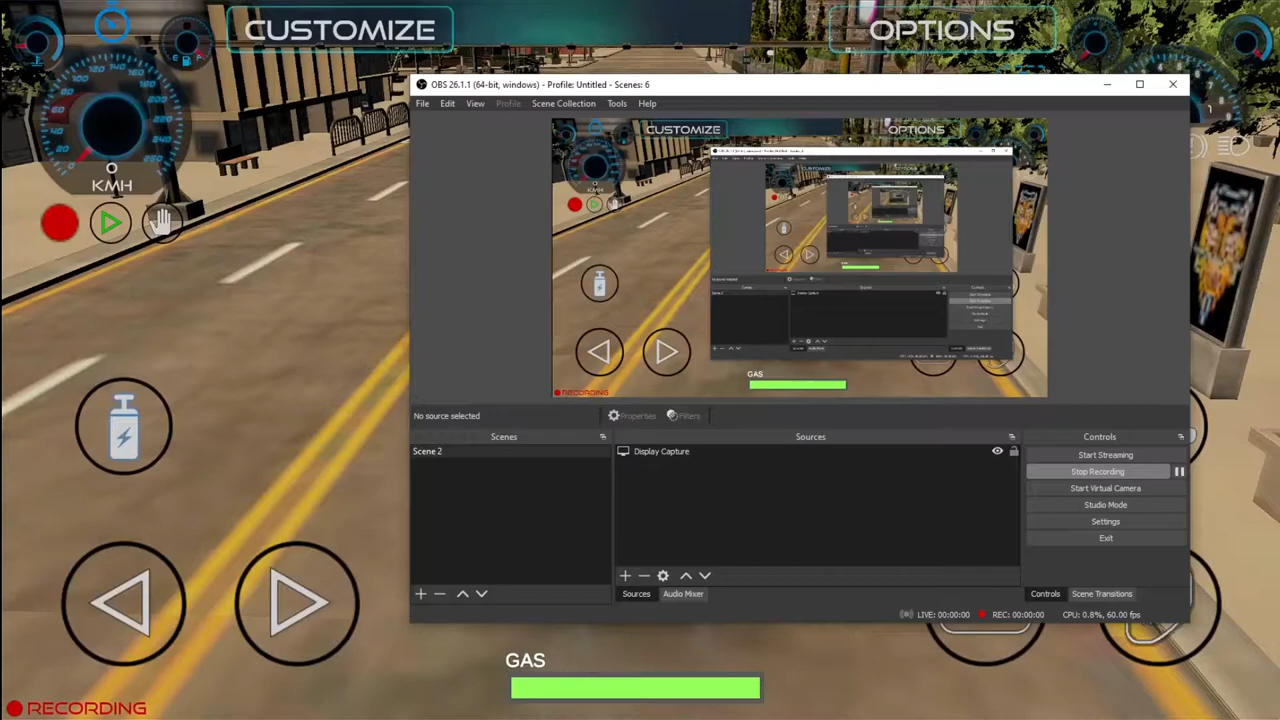 CUSTOMIZE
OPTIONS
KMH
OBS 26.1.1 (64-bit, windows) - Profile: Untitled - Scenes: 6
File Edit View Profile Scene Collection Tools Help
CUSTOMIZE
OPTIONS
KMH
GAS
RECORDING
No source selected
Properties
Filters
Scenes
Sources
Controls
Scene 2
Display Capture
Start Streaming
Stop Recording
Start Virtual Camera
Studio Mode
Settings
Exit
Sources
Audio Mixer
Controls
Scene Transitions
LIVE: 00:00:00
REC: 00:00:00
CPU: 0.8%, 60.00 fps
GAS
RECORDING